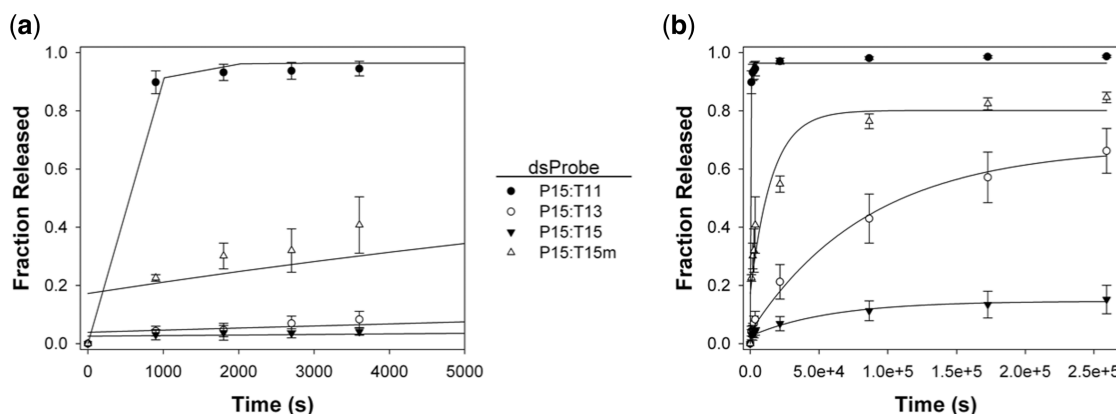 (a)
1.0
0.8
0.6
0.4
0.2
0.0
Fraction Released
0 1000 2000 3000 4000 5000
Time (s)
dsProbe
P15:T11
P15:T13
P15:T15
P15:T15m
(b)
1.0
0.8
0.6
0.4
0.2
0.0
Fraction Released
0.0 5.0e+4 1.0e+5 1.5e+5 2.0e+5 2.5e+5
Time (s)